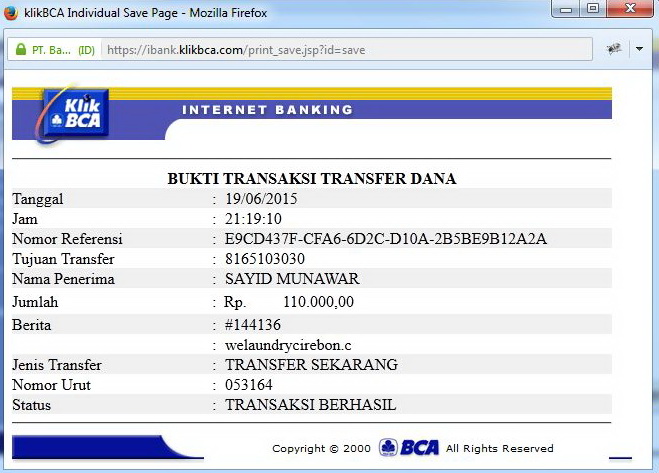 klikBCA Individual Save Page - Mozilla Firefox
PT. Ba... (ID) https://ibank.klikbca.com/print_save.jsp?id=save
Klik BCA
INTERNET BANKING
BUKTI TRANSAKSI TRANSFER DANA
Tanggal : 19/06/2015
Jam : 21:19:10
Nomor Referensi : E9CD437F-CFA6-6D2C-D10A-2B5BE9B12A2A
Tujuan Transfer : 8165103030
Nama Penerima : SAYID MUNAWAR
Jumlah : Rp. 110.000,00
Berita : #144136
: welaundrycirebon.c
Jenis Transfer : TRANSFER SEKARANG
Nomor Urut : 053164
Status : TRANSAKSI BERHASIL
Copyright © 2000 BCA All Rights Reserved